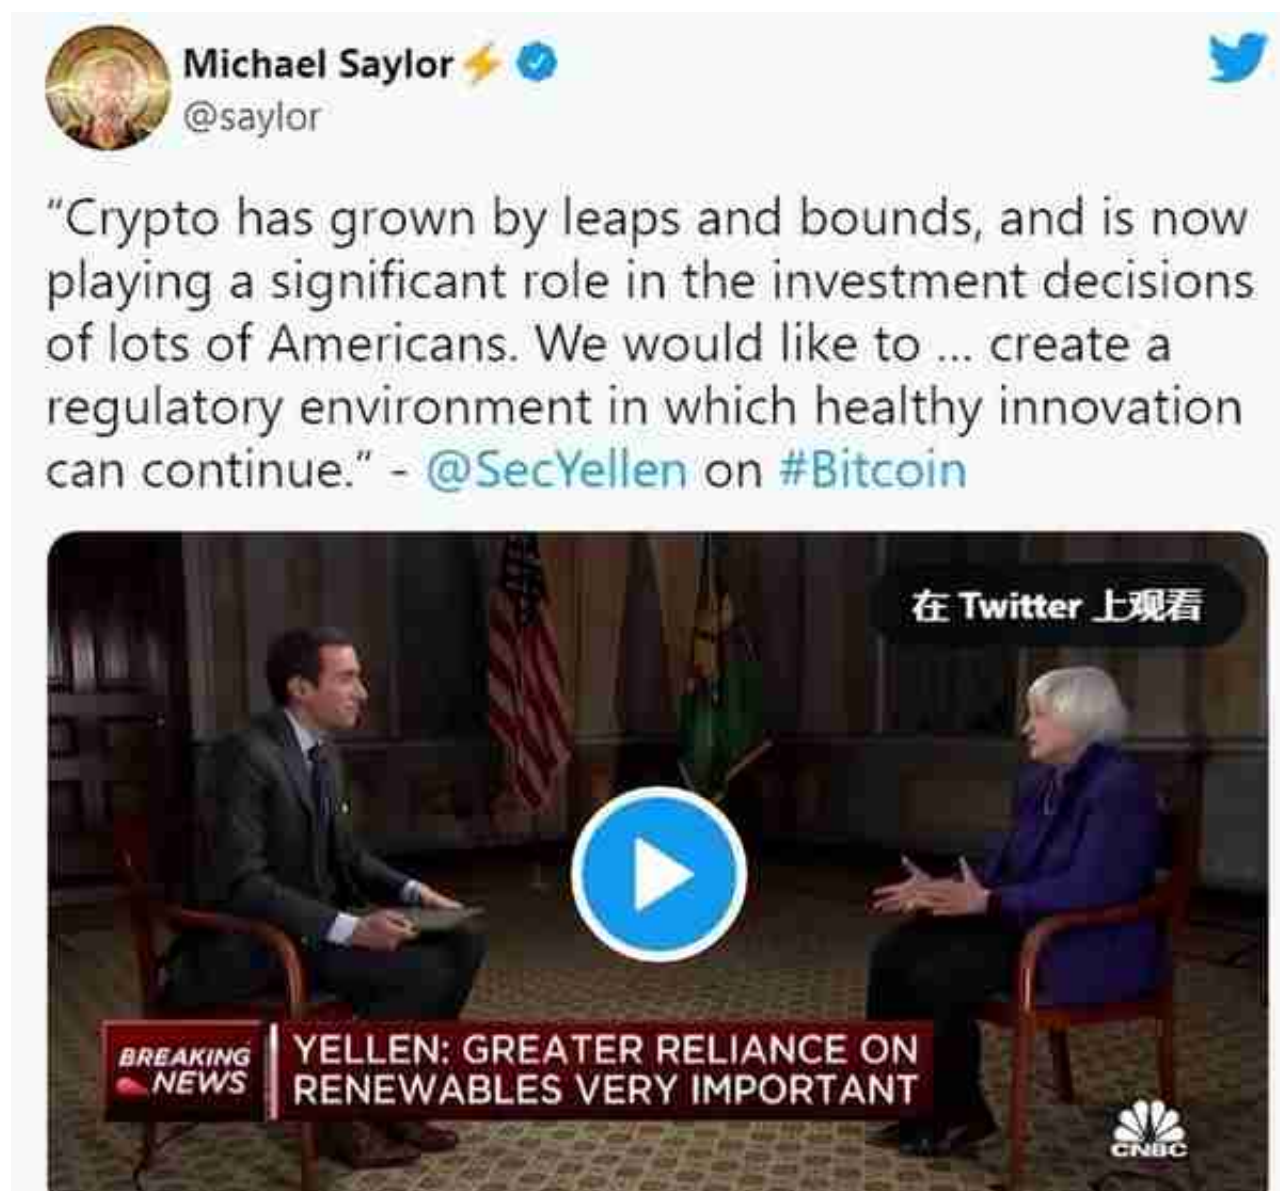 Michael Saylor⚡
@saylor
“Crypto has grown by leaps and bounds, and is now
playing a significant role in the investment decisions
of lots of Americans. We would like to ... create a
regulatory environment in which healthy innovation
can continue.” - @SecYellen on #Bitcoin
在 Twitter 上观看
BREAKING
NEWS
YELLEN: GREATER RELIANCE ON
RENEWABLES VERY IMPORTANT
CNBC